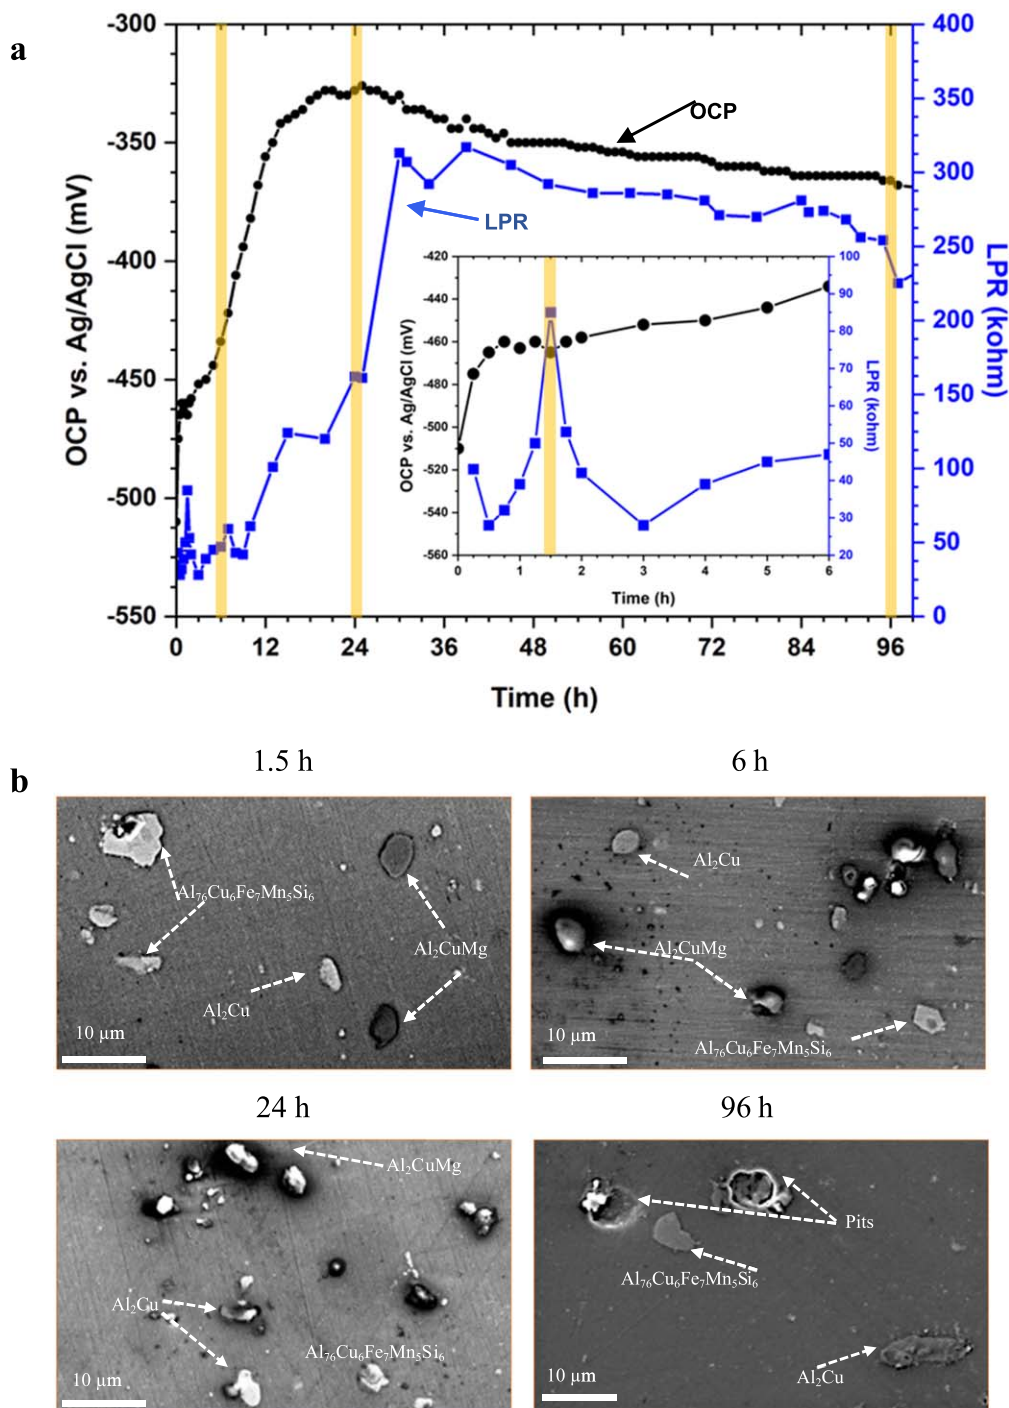 a
-300
-350
-400
-450
-500
-550
OCP vs. Ag/AgCl (mV)
400
350
300
250
200
150
100
50
0
LPR (kohm)
OCP
LPR
-420
-440
-460
-480
-500
-520
-540
-560
OCP vs. Ag/AgCl (mV)
100
90
80
70
60
50
40
30
20
LPR (kohm)
0 1 2 3 4 5 6
Time (h)
0 12 24 36 48 60 72 84 96
Time (h)
b
1.5 h
Al₇₆Cu₆Fe₇Mn₅Si₆
Al₂CuMg
Al₂Cu
10 µm
6 h
Al₂Cu
Al₂CuMg
Al₇₆Cu₆Fe₇Mn₅Si₆
10 µm
24 h
Al₂CuMg
Al₂Cu
Al₇₆Cu₆Fe₇Mn₅Si₆
10 µm
96 h
Pits
Al₇₆Cu₆Fe₇Mn₅Si₆
Al₂Cu
10 µm